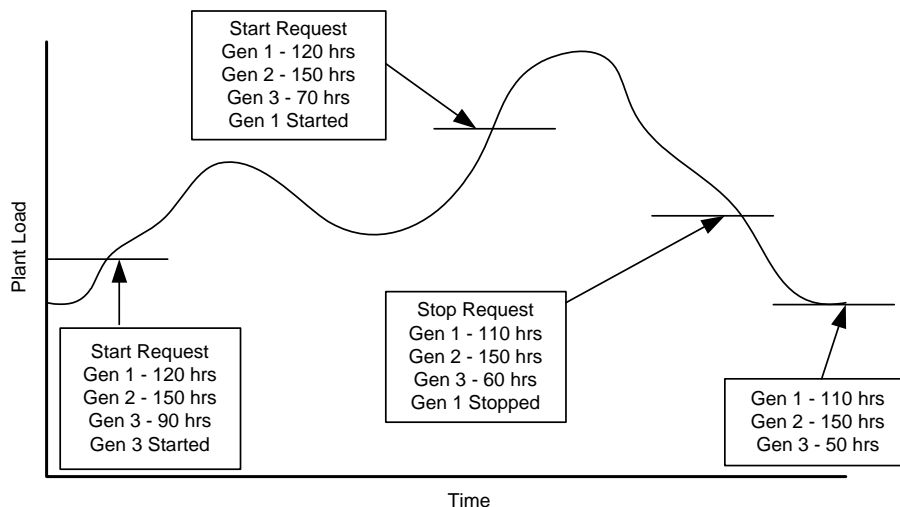 Start Request
Gen 1 - 120 hrs
Gen 2 - 150 hrs
Gen 3 - 70 hrs
Gen 1 Started
Plant Load
Start Request
Gen 1 - 120 hrs
Gen 2 - 150 hrs
Gen 3 - 90 hrs
Gen 3 Started
Stop Request
Gen 1 - 110 hrs
Gen 2 - 150 hrs
Gen 3 - 60 hrs
Gen 1 Stopped
Gen 1 - 110 hrs
Gen 2 - 150 hrs
Gen 3 - 50 hrs
Time